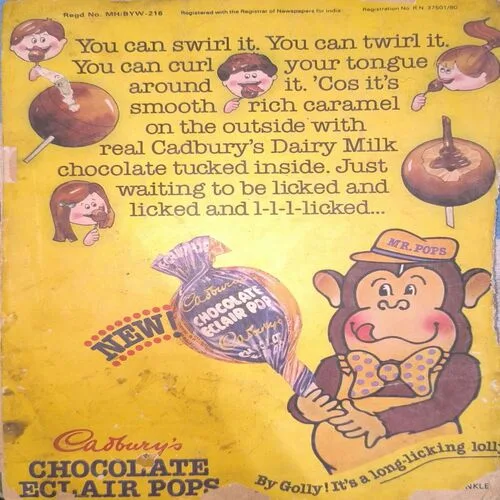 Regd No. MH/BYW-216 Registered with the Registrar of Newspapers for India Registration No R N 37501/80
You can swirl it. You can twirl it.
You can curl your tongue
around it. 'Cos it's
smooth rich caramel
on the outside with
real Cadbury's Dairy Milk
chocolate tucked inside. Just
waiting to be licked and
licked and l-l-l-licked...
MR. POPS
Cadbury's
CHOCOLATE
ECLAIR POP
Cadbury's
NEW!
Cadbury's
CHOCOLATE
ECLAIR POPS
By Golly! It's a long-licking lolly
NKLE